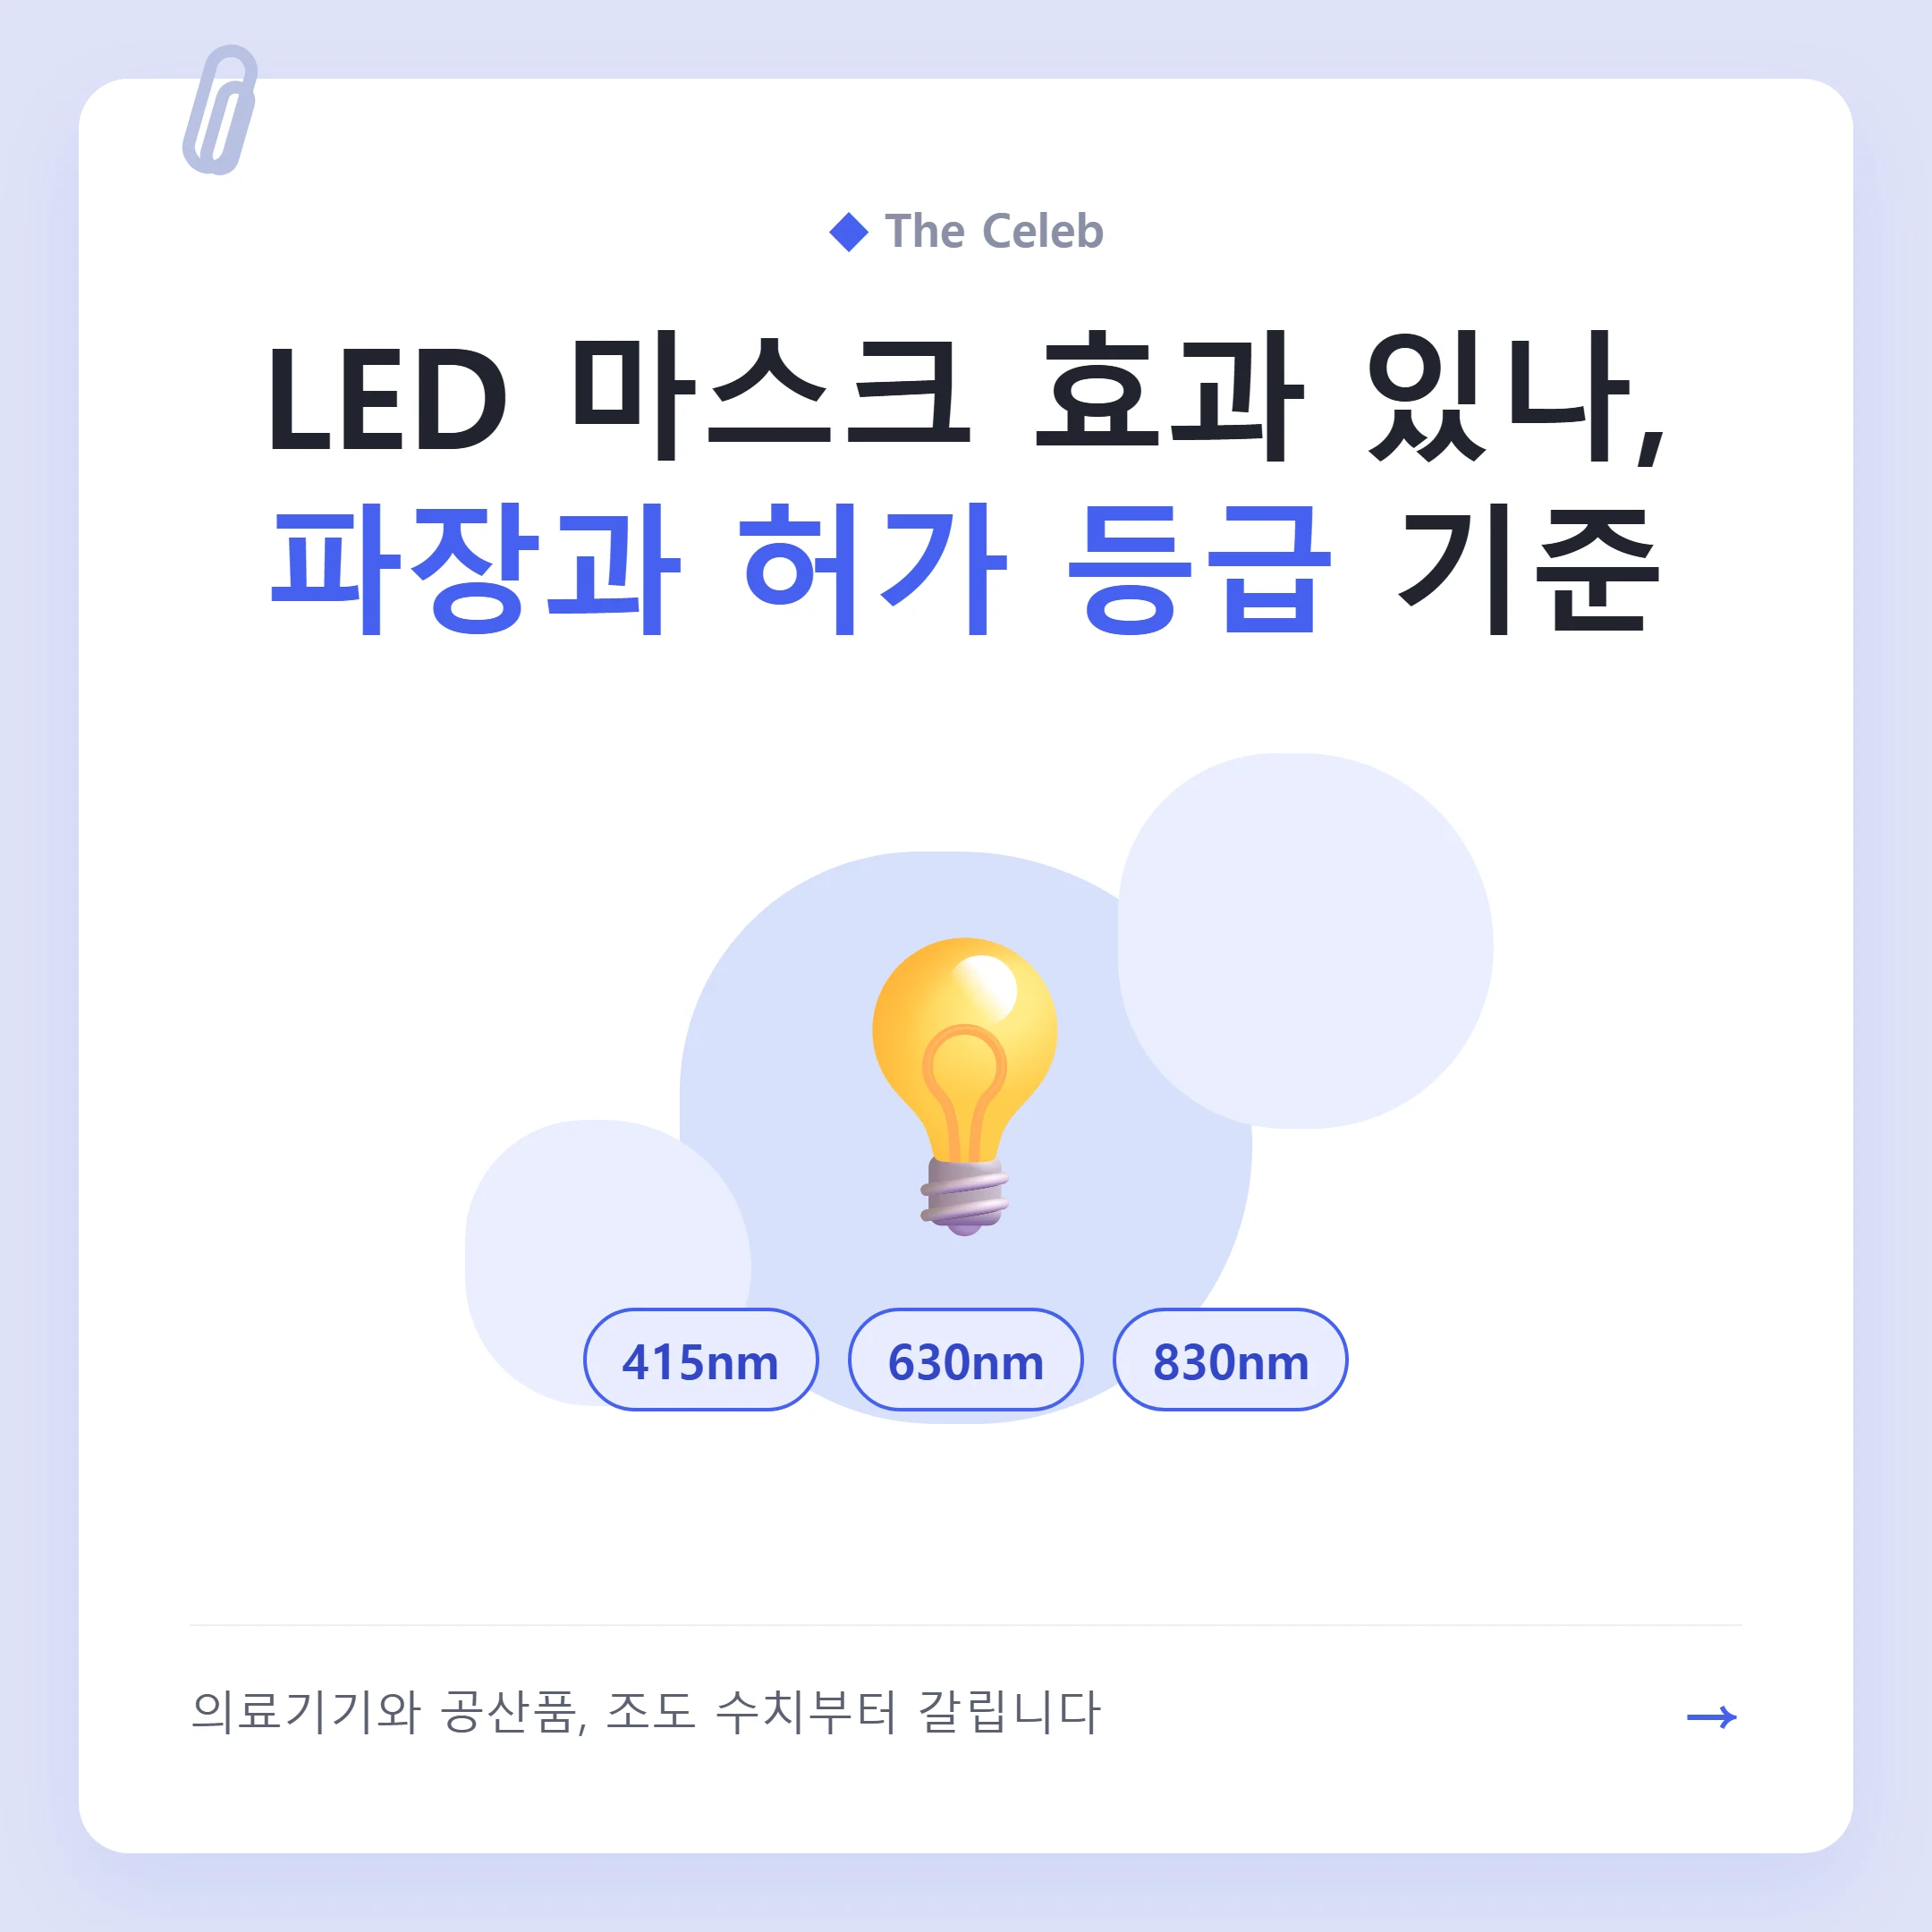 The Celeb
LED 마스크 효과 있나,
파장과 허가 등급 기준
415nm 630nm 830nm
의료기기와 공산품, 조도 수치부터 갈립니다 →